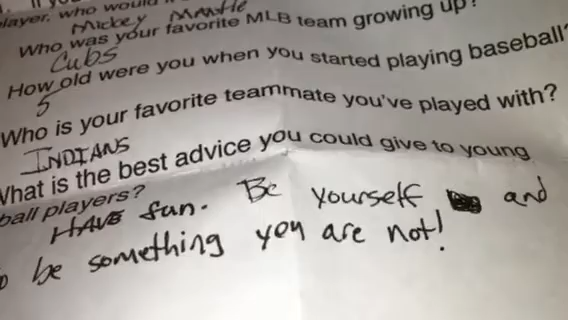 player, who would
Mickey Mantle
Who was your favorite MLB team growing up?
Cubs
How old were you when you started playing baseball?
5
Who is your favorite teammate you've played with?
INDIANS
What is the best advice you could give to young
ball players?
HAVE fun. Be yourself and
be something you are not!